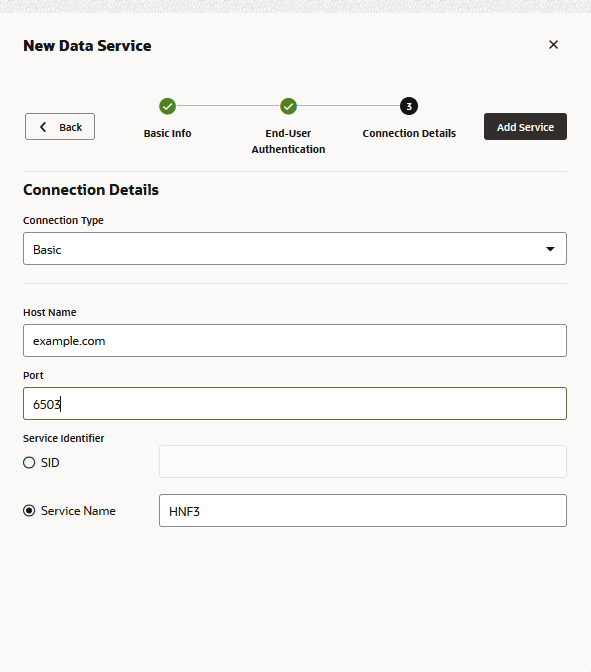 New Data Service
Back
3
Add Service
Basic Info
End-User
Authentication
Connection Details
Connection Details
Connection Type
Basic
Host Name
example.com
Port
6503
Service Identifier
SID
Service Name
HNF3